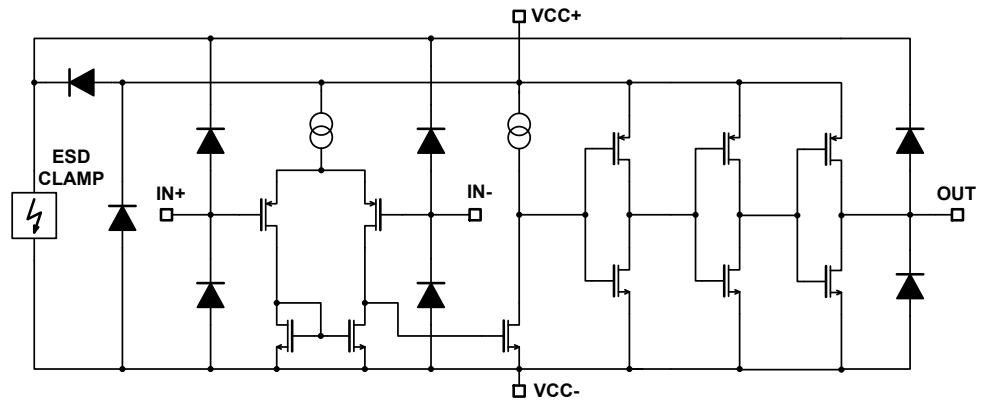 VCC+
ESD
CLAMP
IN+
IN-
OUT
VCC-